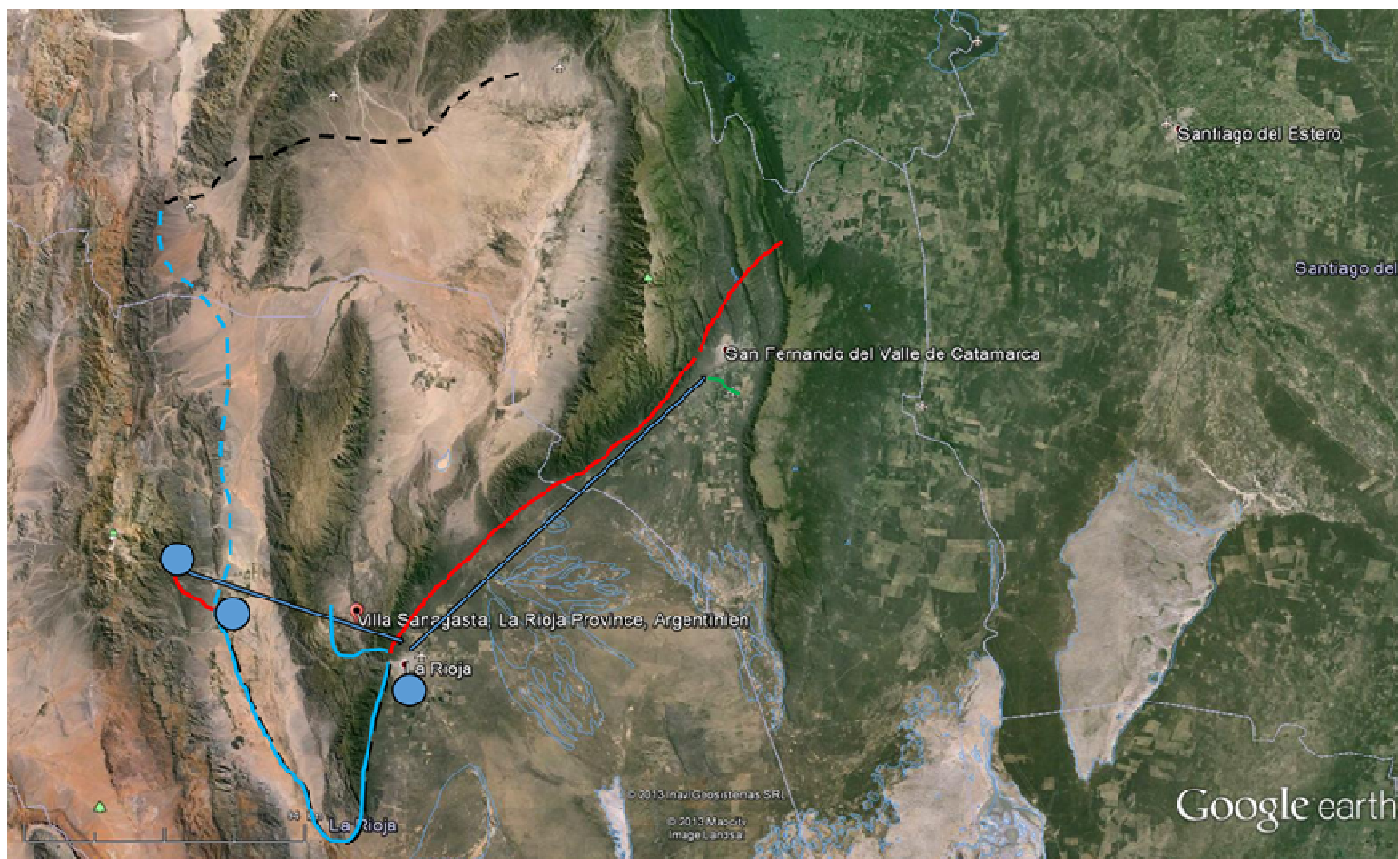 Santiago del Estero
Santiago del
San Fernando del Valle de Catamarca
Villa Sanagasta, La Rioja Province, Argentinien
La Rioja
© 2013 Inav/Geosistemas SRL
© 2013 MapCity
Image Landsat
La Rioja
Google earth